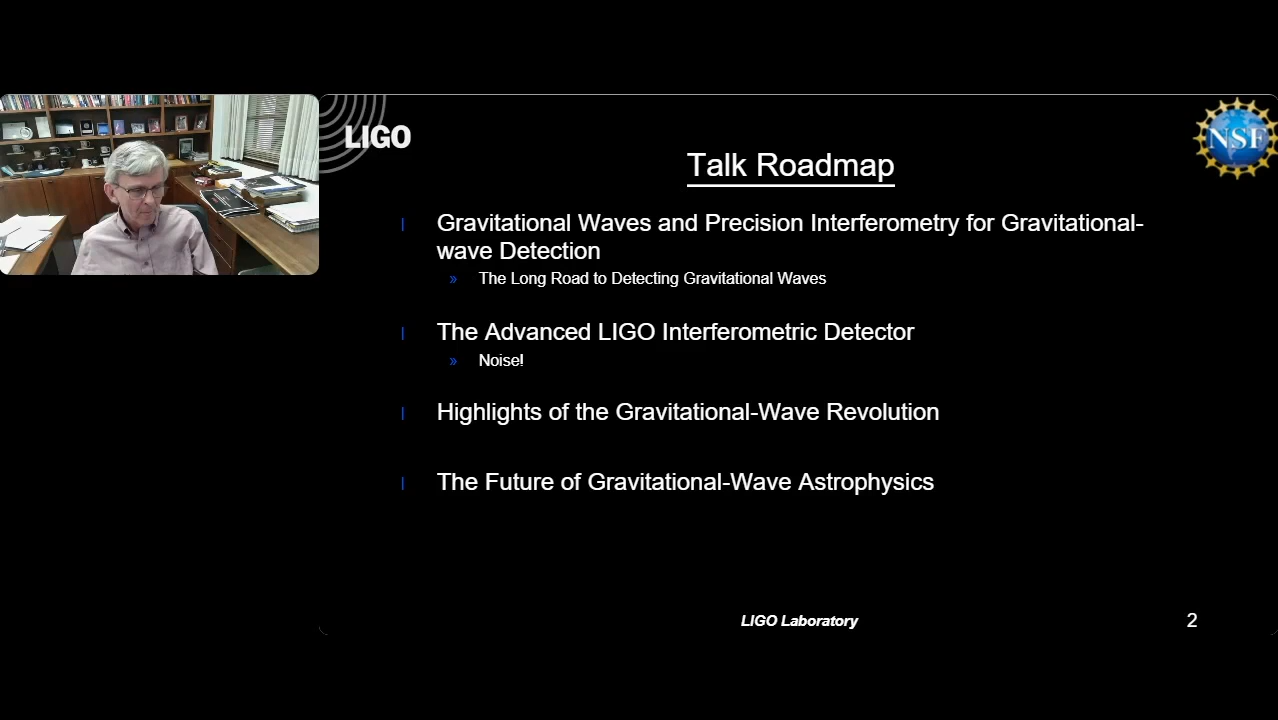 LIGO
NSF
Talk Roadmap
Gravitational Waves and Precision Interferometry for Gravitational-
wave Detection
» The Long Road to Detecting Gravitational Waves
The Advanced LIGO Interferometric Detector
» Noise!
Highlights of the Gravitational-Wave Revolution
The Future of Gravitational-Wave Astrophysics
LIGO Laboratory
2